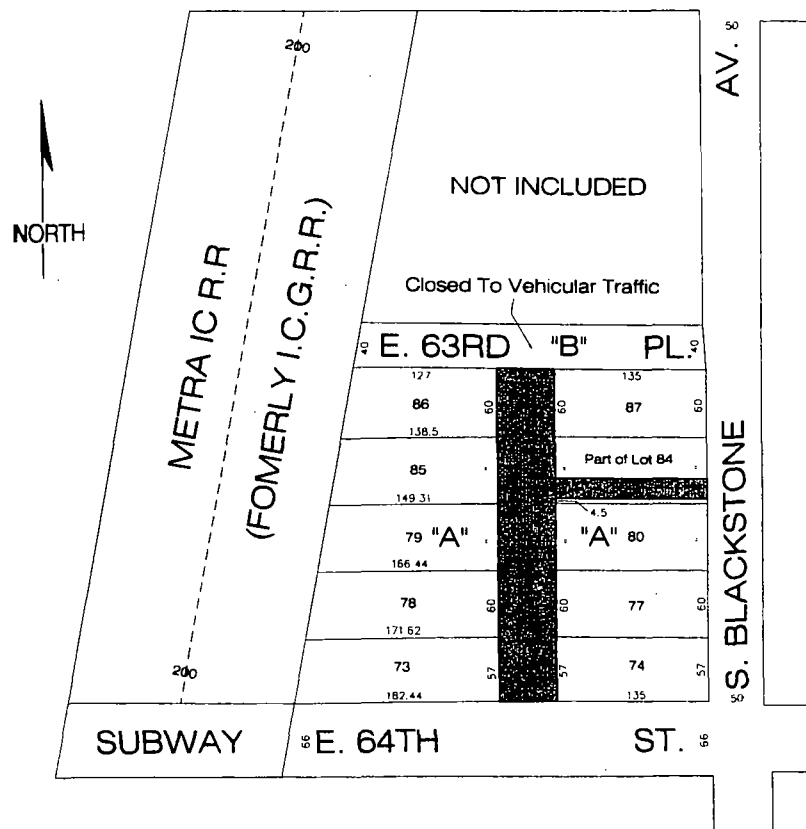 50
200
AV.
NORTH
NOT INCLUDED
METRA IC R.R
(FOMERLY I.C.G.R.R.)
Closed To Vehicular Traffic
40 E. 63RD "B" PL. 40
127 135
86 60 60 87 60
138.5
85 Part of Lot 84
149.31 4.5
79 "A" "A" 80
166.44
78 60 60 77 60
171.62
73 57 57 74 57
182.44 135
S. BLACKSTONE
200
50
SUBWAY 66 E. 64TH ST. 66